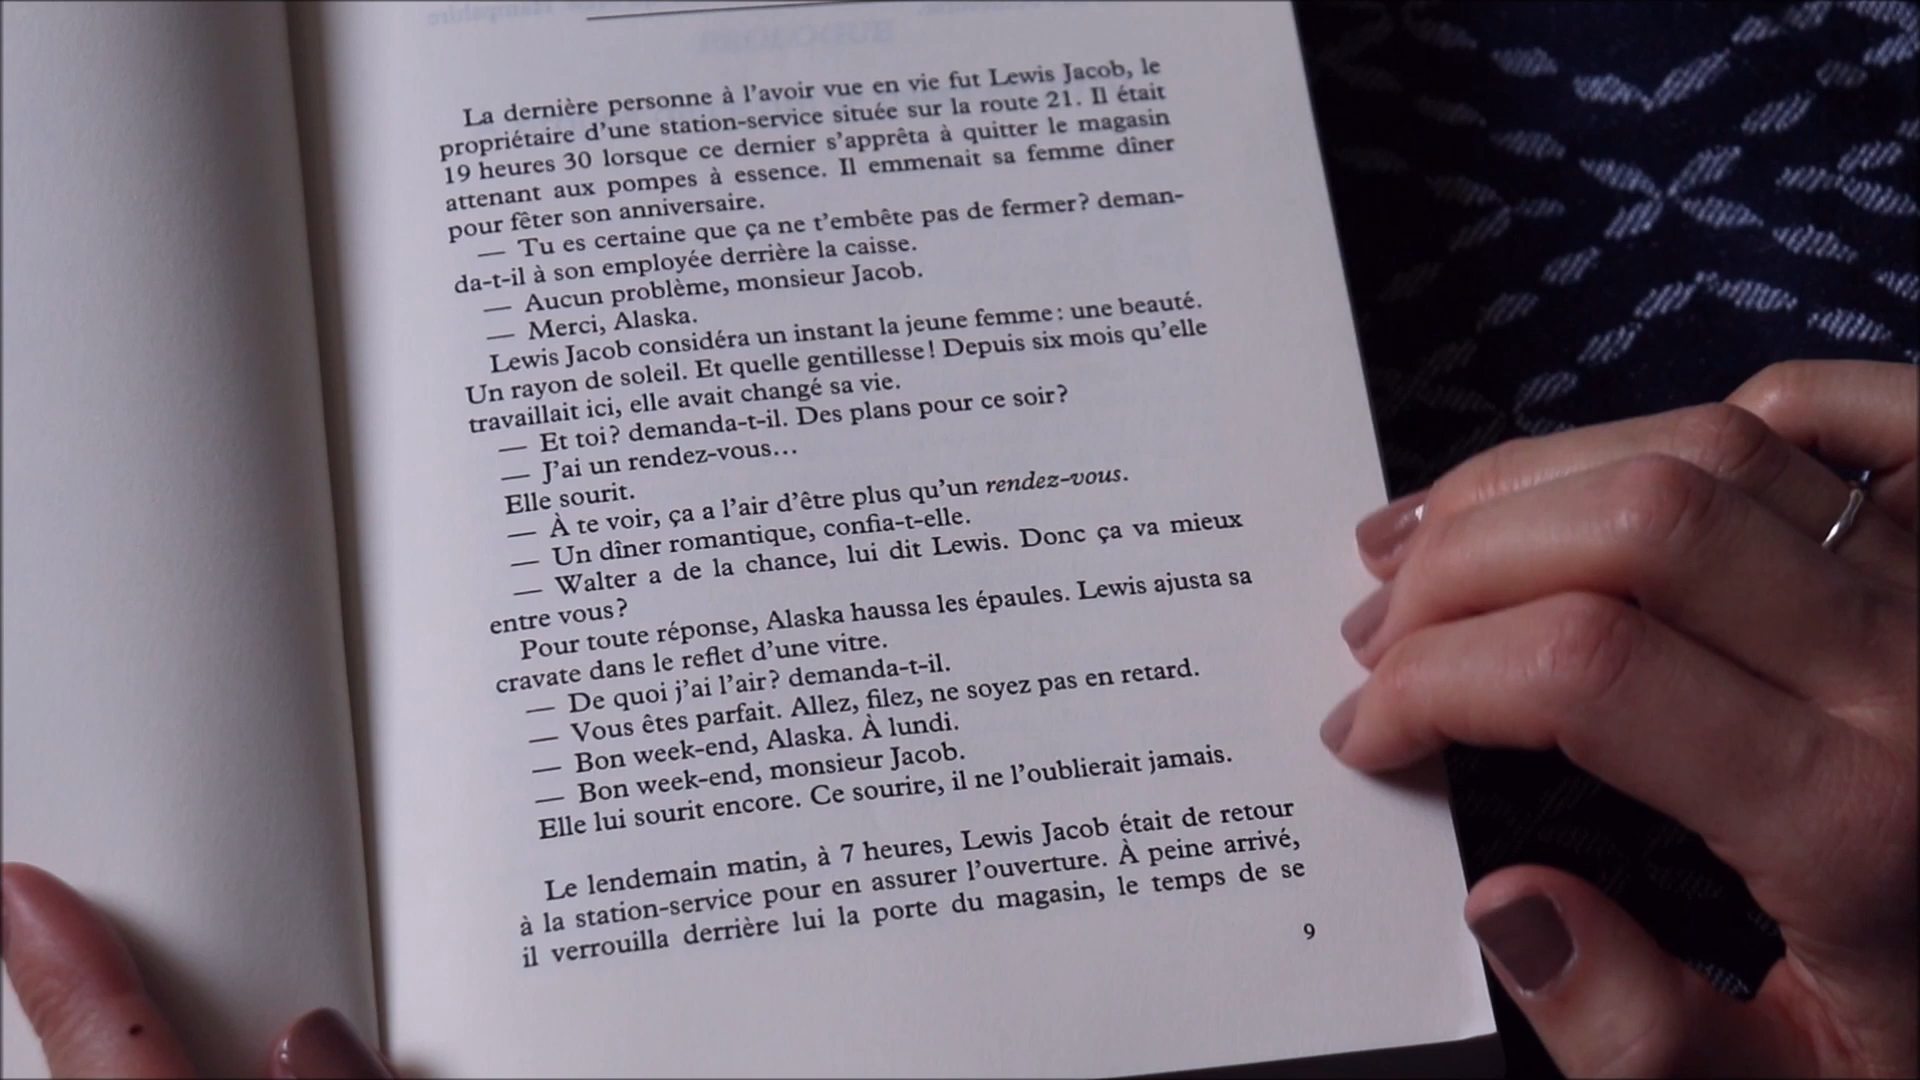 La dernière personne à l'avoir vue en vie fut Lewis Jacob, le
propriétaire d'une station-service située sur la route 21. Il était
19 heures 30 lorsque ce dernier s'apprêta à quitter le magasin
attenant aux pompes à essence. Il emmenait sa femme dîner
pour fêter son anniversaire.
— Tu es certaine que ça ne t'embête pas de fermer? deman-
da-t-il à son employée derrière la caisse.
— Aucun problème, monsieur Jacob.
— Merci, Alaska.
Lewis Jacob considéra un instant la jeune femme : une beauté.
Un rayon de soleil. Et quelle gentillesse ! Depuis six mois qu'elle
travaillait ici, elle avait changé sa vie.
— Et toi? demanda-t-il. Des plans pour ce soir?
— J'ai un rendez-vous...
Elle sourit.
— À te voir, ça a l'air d'être plus qu'un rendez-vous.
— Un dîner romantique, confia-t-elle.
— Walter a de la chance, lui dit Lewis. Donc ça va mieux
entre vous?
Pour toute réponse, Alaska haussa les épaules. Lewis ajusta sa
cravate dans le reflet d'une vitre.
— De quoi j'ai l'air? demanda-t-il.
— Vous êtes parfait. Allez, filez, ne soyez pas en retard.
— Bon week-end, Alaska. À lundi.
— Bon week-end, monsieur Jacob.
Elle lui sourit encore. Ce sourire, il ne l'oublierait jamais.
Le lendemain matin, à 7 heures, Lewis Jacob était de retour
à la station-service pour en assurer l'ouverture. À peine arrivé,
il verrouilla derrière lui la porte du magasin, le temps de se
9